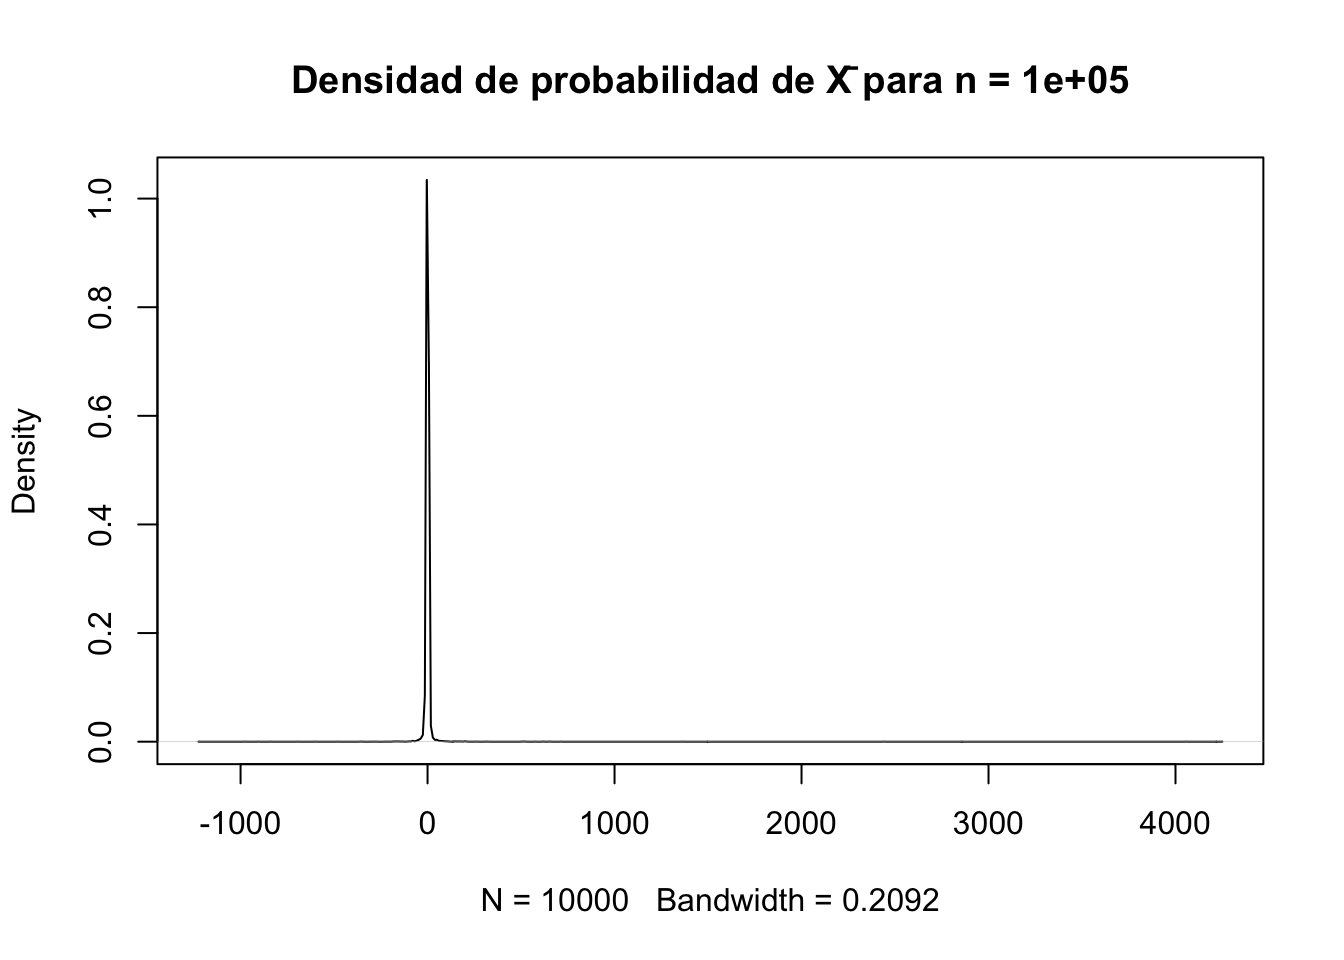 Densidad de probabilidad de X̄ para n = 1e+05
1.0
0.8
0.6
0.4
0.2
0.0
Density
-1000 0 1000 2000 3000 4000
N = 10000 Bandwidth = 0.2092